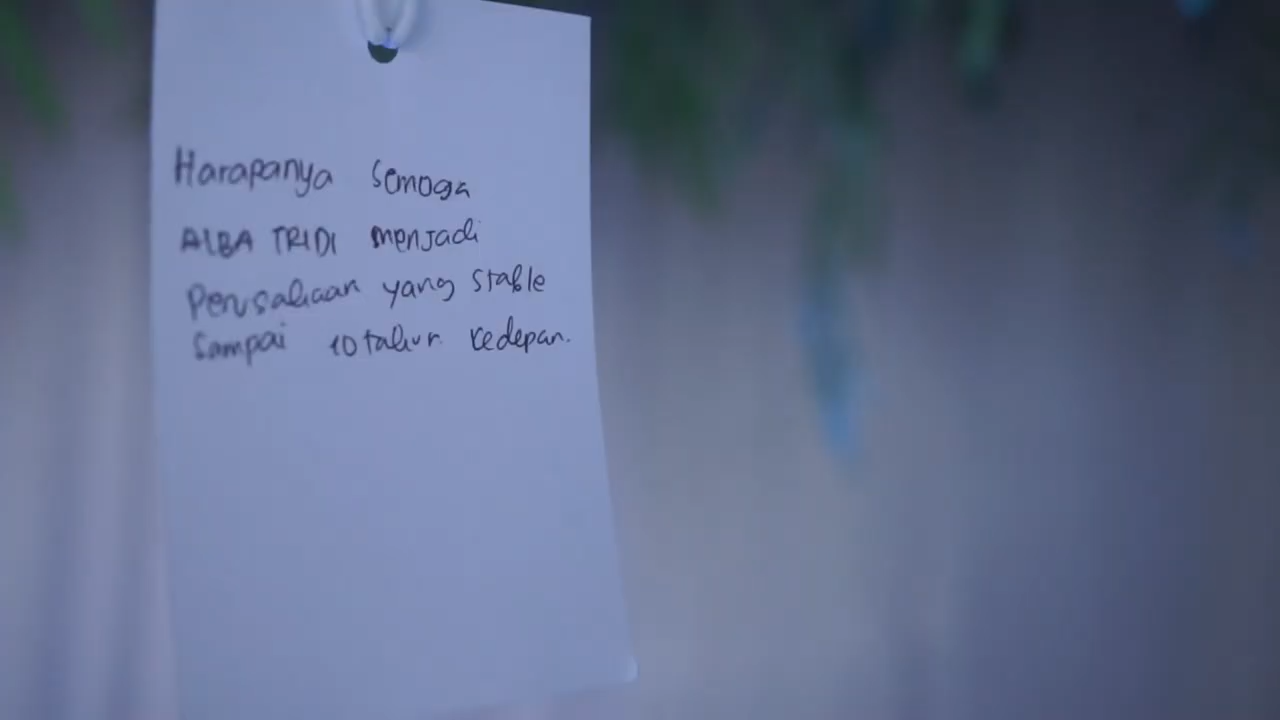 Harapanya semoga
ALBA TRIDI menjadi
Perusahaan yang stable
Sampai 10 tahun kedepan.